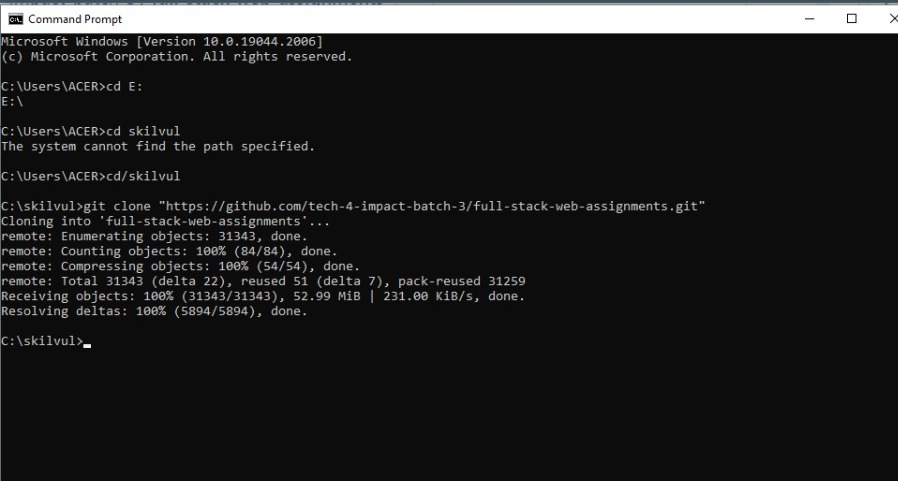 Command Prompt
Microsoft Windows [Version 10.0.19044.2006]
(c) Microsoft Corporation. All rights reserved.
C:\Users\ACER>cd E:
E:\
C:\Users\ACER>cd skilvul
The system cannot find the path specified.
C:\Users\ACER>cd/skilvul
C:\skilvul>git clone "https://github.com/tech-4-impact-batch-3/full-stack-web-assignments.git"
Cloning into 'full-stack-web-assignments'...
remote: Enumerating objects: 31343, done.
remote: Counting objects: 100% (84/84), done.
remote: Compressing objects: 100% (54/54), done.
remote: Total 31343 (delta 22), reused 51 (delta 7), pack-reused 31259
Receiving objects: 100% (31343/31343), 52.99 MiB | 231.00 KiB/s, done.
Resolving deltas: 100% (5894/5894), done.
C:\skilvul>